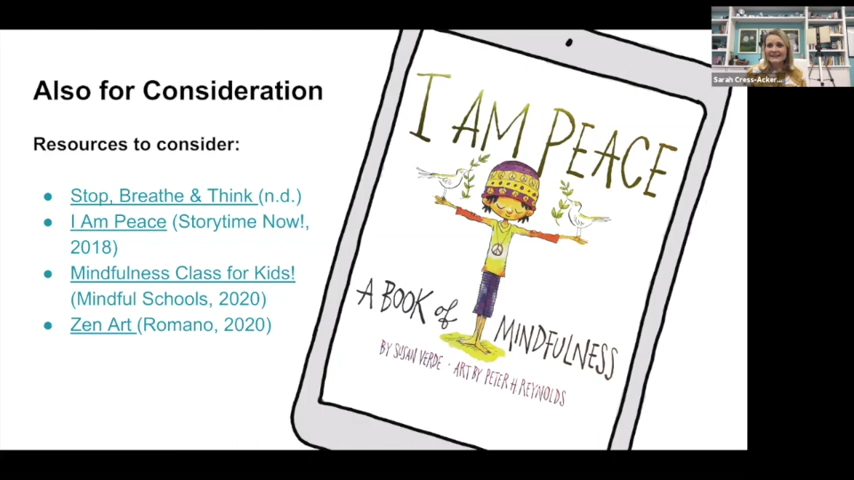 Also for Consideration
Resources to consider:
● Stop, Breathe & Think (n.d.)
● I Am Peace (Storytime Now!,
2018)
● Mindfulness Class for Kids!
(Mindful Schools, 2020)
● Zen Art (Romano, 2020)
I AM PEACE
A BOOK of MINDFULNESS
BY SUSAN VERDE · ART BY PETER H. REYNOLDS
Sarah Cress-Acker...